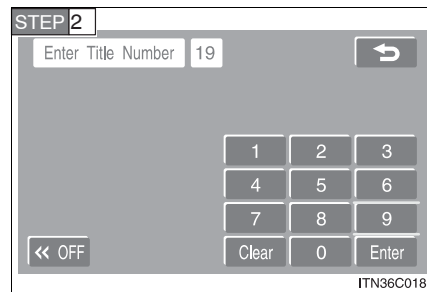 STEP 2
Enter Title Number 19
1 2 3
4 5 6
7 8 9
« OFF Clear 0 Enter
ITN36C018